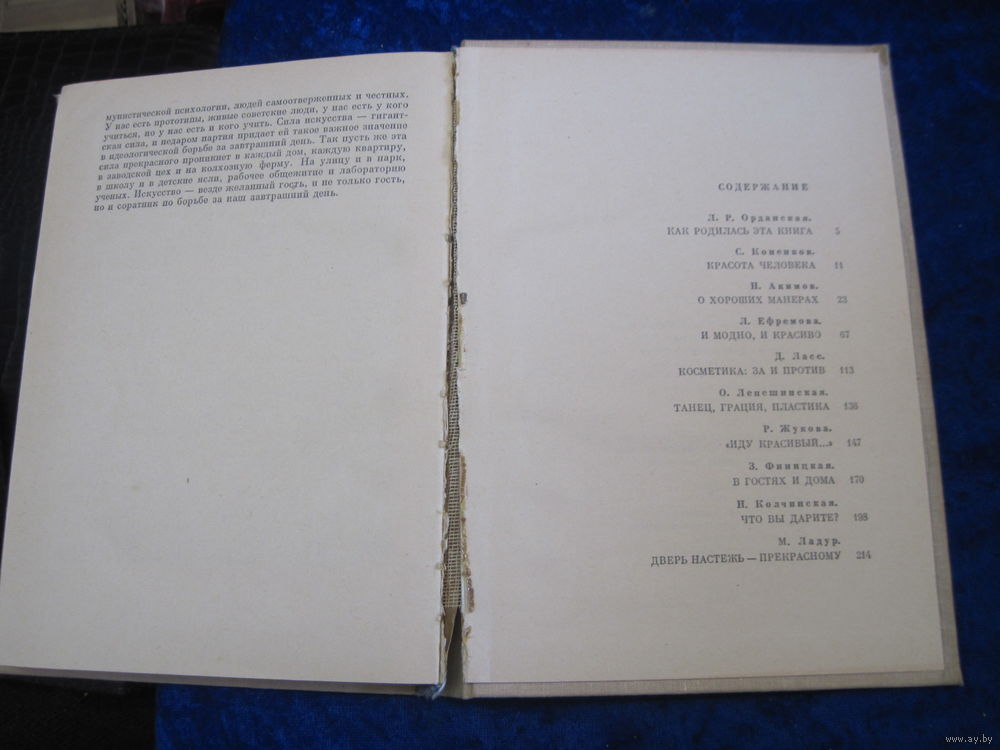 мунистической психологии, людей самоотверженных и честных.
У нас есть прототипы, живые советские люди, у нас есть у кого
учиться, но у нас есть и кого учить. Сила искусства — гигант-
ская сила, и недаром партия придает ей такое важное значение
в идеологической борьбе за завтрашний день. Так пусть же эта
сила прекрасного проникнет в каждый дом, каждую квартиру,
в заводской цех и на колхозную ферму. На улицу и в парк,
в школу и в детские ясли, рабочее общежитие и лабораторию
ученых. Искусство — везде желанный гость, и не только гость,
но и соратник по борьбе за наш завтрашний день.
СОДЕРЖАНИЕ
Л. Р. Орданская.
КАК РОДИЛАСЬ ЭТА КНИГА 5
С. Коненков.
КРАСОТА ЧЕЛОВЕКА 11
Н. Акимов.
О ХОРОШИХ МАНЕРАХ 23
Л. Ефремова.
И МОДНО, И КРАСИВО 67
Д. Ласс.
КОСМЕТИКА: ЗА И ПРОТИВ 113
О. Лепешинская.
ТАНЕЦ, ГРАЦИЯ, ПЛАСТИКА 136
Р. Жукова.
«ИДУ КРАСИВЫЙ...» 147
З. Финицкая.
В ГОСТЯХ И ДОМА 170
Н. Колчинская.
ЧТО ВЫ ДАРИТЕ? 198
М. Ладур.
ДВЕРЬ НАСТЕЖЬ — ПРЕКРАСНОМУ 214
www.ay.by